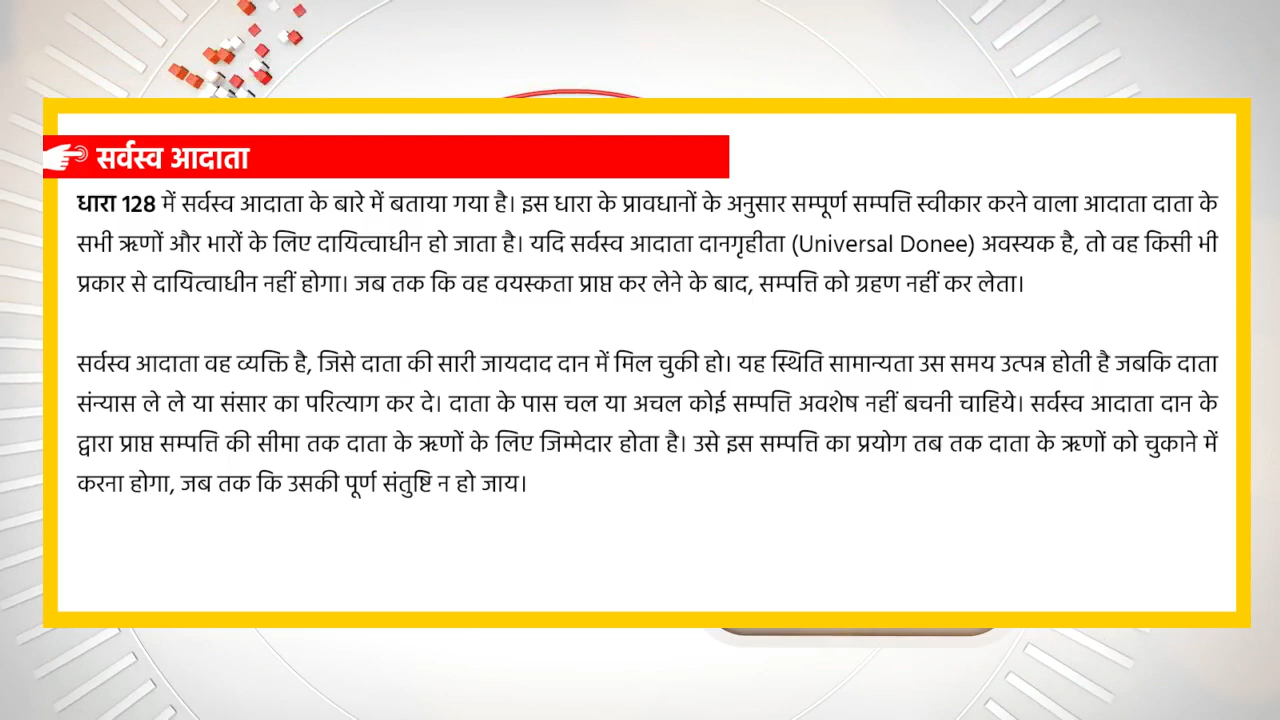 सर्वस्व आदाता
धारा 128 में सर्वस्व आदाता के बारे में बताया गया है। इस धारा के प्रावधानों के अनुसार सम्पूर्ण सम्पत्ति स्वीकार करने वाला आदाता दाता के
सभी ऋणों और भारों के लिए दायित्वाधीन हो जाता है। यदि सर्वस्व आदाता दानगृहीता (Universal Donee) अवस्यक है, तो वह किसी भी
प्रकार से दायित्वाधीन नहीं होगा। जब तक कि वह वयस्कता प्राप्त कर लेने के बाद, सम्पत्ति को ग्रहण नहीं कर लेता।
सर्वस्व आदाता वह व्यक्ति है, जिसे दाता की सारी जायदाद दान में मिल चुकी हो। यह स्थिति सामान्यता उस समय उत्पन्न होती है जबकि दाता
संन्यास ले ले या संसार का परित्याग कर दे। दाता के पास चल या अचल कोई सम्पत्ति अवशेष नहीं बचनी चाहिये। सर्वस्व आदाता दान के
द्वारा प्राप्त सम्पत्ति की सीमा तक दाता के ऋणों के लिए जिम्मेदार होता है। उसे इस सम्पत्ति का प्रयोग तब तक दाता के ऋणों को चुकाने में
करना होगा, जब तक कि उसकी पूर्ण संतुष्टि न हो जाय।